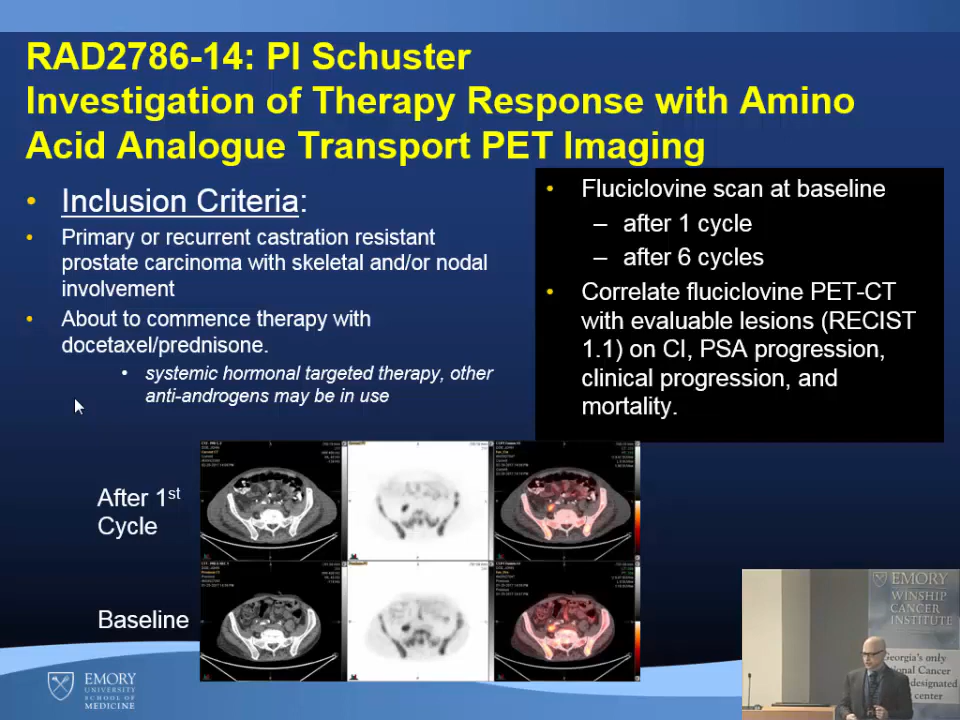 RAD2786-14: PI Schuster
Investigation of Therapy Response with Amino
Acid Analogue Transport PET Imaging
• Inclusion Criteria:
• Primary or recurrent castration resistant
prostate carcinoma with skeletal and/or nodal
involvement
• About to commence therapy with
docetaxel/prednisone.
• systemic hormonal targeted therapy, other
anti-androgens may be in use
• Fluciclovine scan at baseline
– after 1 cycle
– after 6 cycles
• Correlate fluciclovine PET-CT
with evaluable lesions (RECIST
1.1) on CI, PSA progression,
clinical progression, and
mortality.
After 1st
Cycle
Baseline
EMORY
UNIVERSITY
SCHOOL OF
MEDICINE
EMORY
WINSHIP
CANCER
INSTITUTE
Georgia's only
Cancer
designated
center